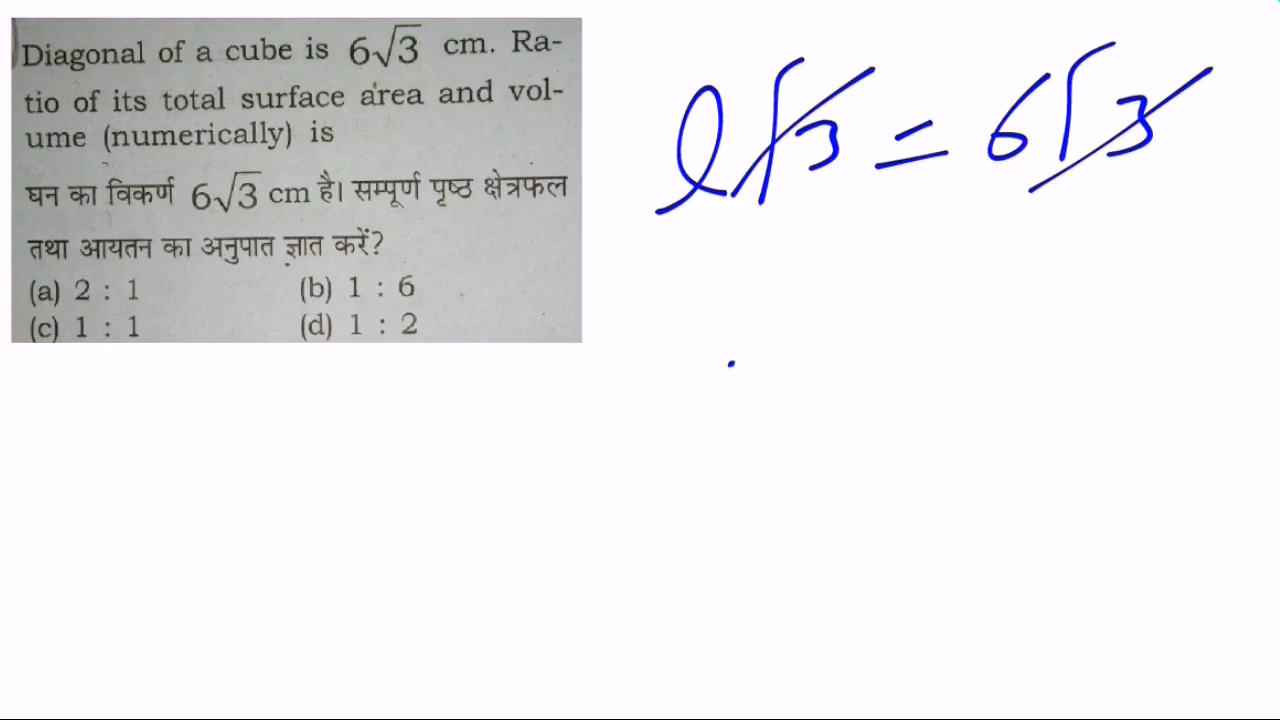 Diagonal of a cube is 6√3 cm. Ra-
tio of its total surface area and vol-
ume (numerically) is
घन का विकर्ण 6√3 cm है। सम्पूर्ण पृष्ठ क्षेत्रफल
तथा आयतन का अनुपात ज्ञात करें?
(a) 2 : 1 (b) 1 : 6
(c) 1 : 1 (d) 1 : 2
l√3 = 6√3